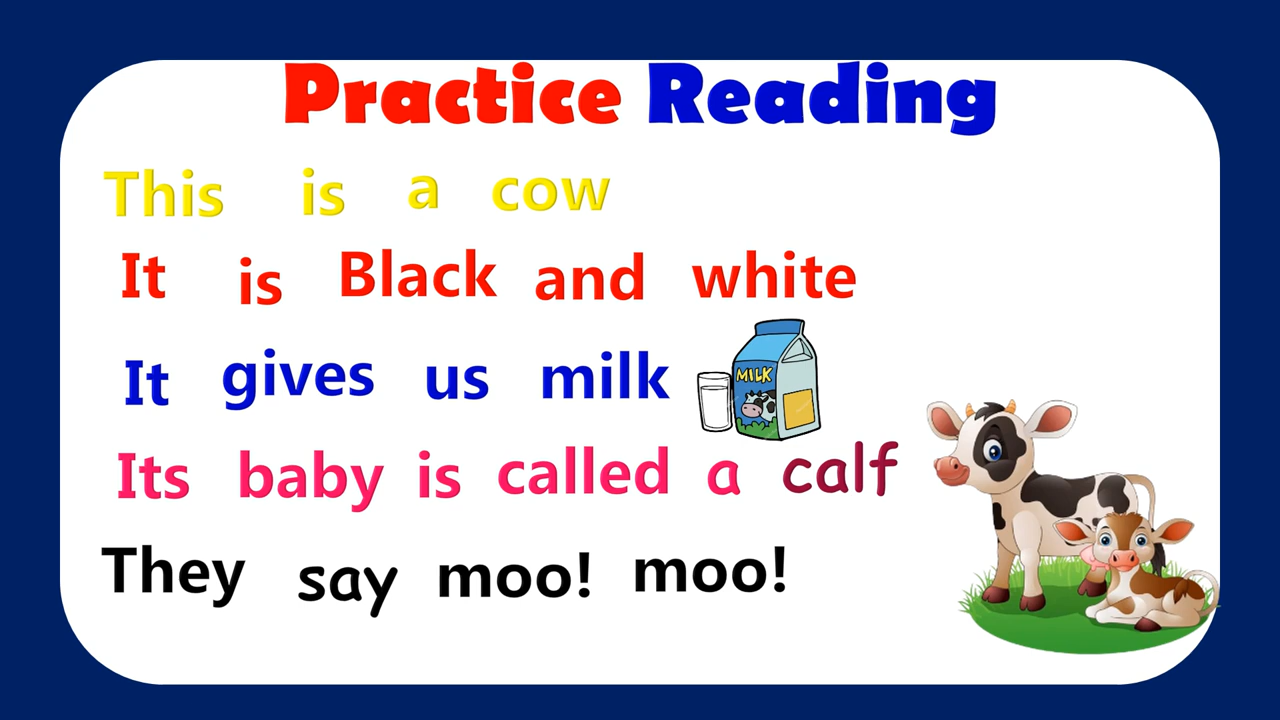 Practice Reading
This is a cow
It is Black and white
It gives us milk
MILK
Its baby is called a calf
They say moo! moo!